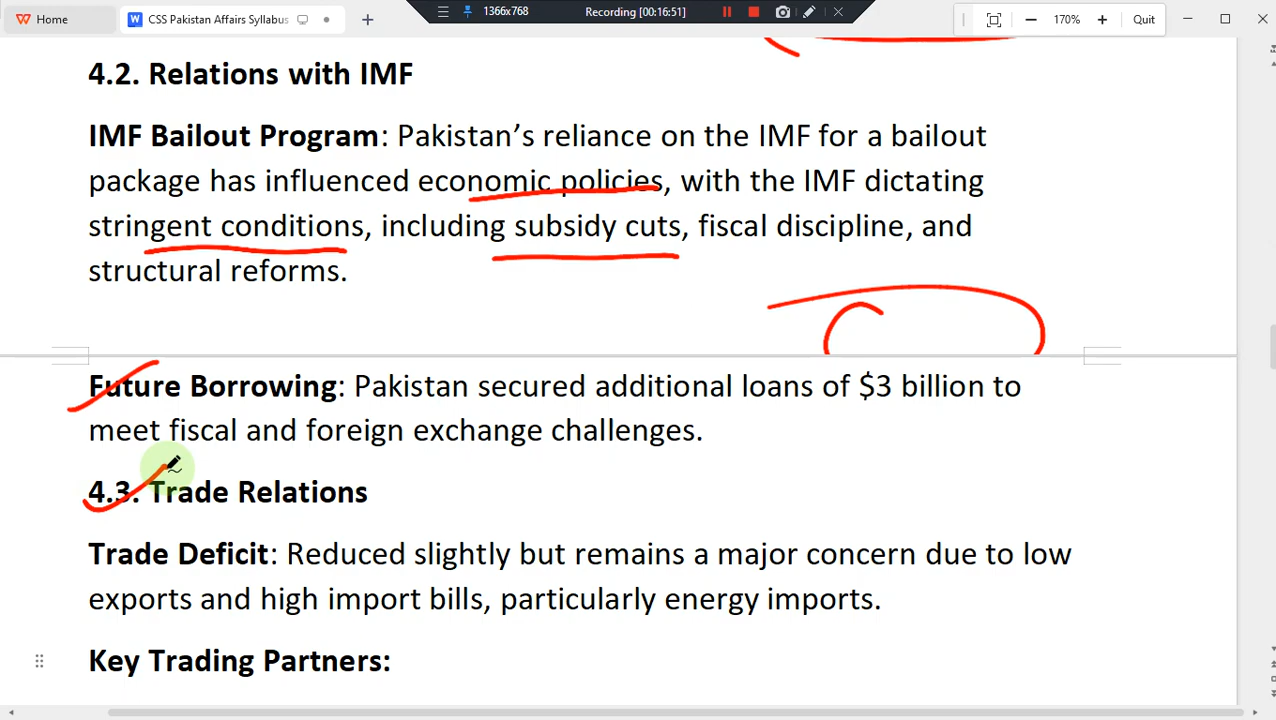 Home
CSS Pakistan Affairs Syllabus
1366x768
Recording [00:16:51]
170%
Quit
4.2. Relations with IMF
IMF Bailout Program: Pakistan’s reliance on the IMF for a bailout
package has influenced economic policies, with the IMF dictating
stringent conditions, including subsidy cuts, fiscal discipline, and
structural reforms.
Future Borrowing: Pakistan secured additional loans of $3 billion to
meet fiscal and foreign exchange challenges.
4.3. Trade Relations
Trade Deficit: Reduced slightly but remains a major concern due to low
exports and high import bills, particularly energy imports.
Key Trading Partners: